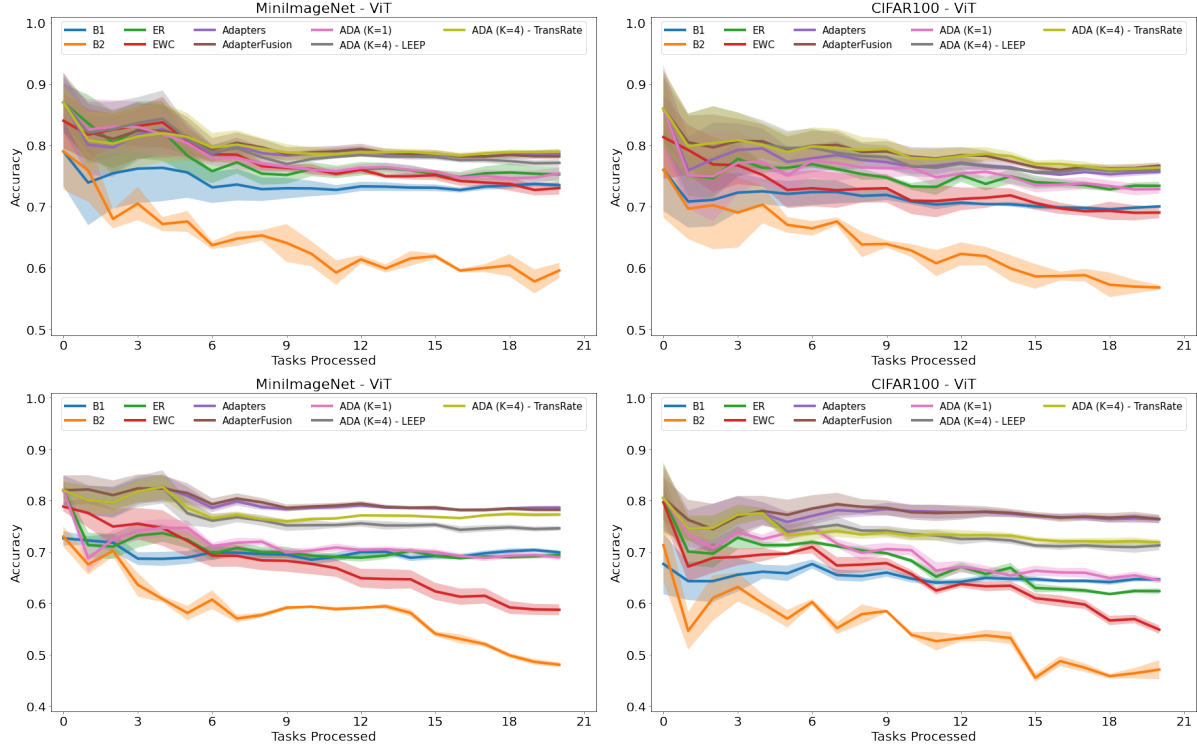 MiniImageNet - ViT
B1 ER Adapters ADA (K=1) ADA (K=4) - TransRate
B2 EWC AdapterFusion ADA (K=4) - LEEP
1.0
0.9
0.8
0.7
0.6
0.5
Accuracy
0 3 6 9 12 15 18 21
Tasks Processed
CIFAR100 - ViT
B1 ER Adapters ADA (K=1) ADA (K=4) - TransRate
B2 EWC AdapterFusion ADA (K=4) - LEEP
1.0
0.9
0.8
0.7
0.6
0.5
Accuracy
0 3 6 9 12 15 18 21
Tasks Processed
MiniImageNet - ViT
B1 ER Adapters ADA (K=1) ADA (K=4) - TransRate
B2 EWC AdapterFusion ADA (K=4) - LEEP
1.0
0.9
0.8
0.7
0.6
0.5
0.4
Accuracy
0 3 6 9 12 15 18 21
Tasks Processed
CIFAR100 - ViT
B1 ER Adapters ADA (K=1) ADA (K=4) - TransRate
B2 EWC AdapterFusion ADA (K=4) - LEEP
1.0
0.9
0.8
0.7
0.6
0.5
0.4
Accuracy
0 3 6 9 12 15 18 21
Tasks Processed